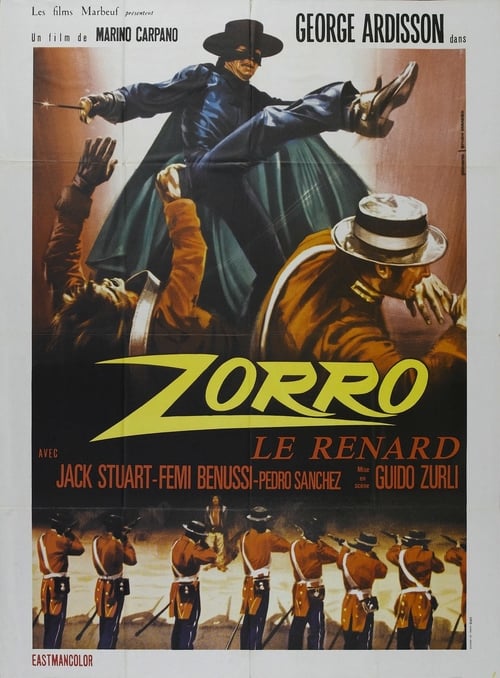 Les films Marbeuf présentent
Un film de MARINO CARPANO
GEORGE ARDISSON dans
ZORRO
LE RENARD
AVEC
JACK STUART-FEMI BENUSSI-PEDRO SANCHEZ
Mise en scène GUIDO ZURLI
EASTMANCOLOR